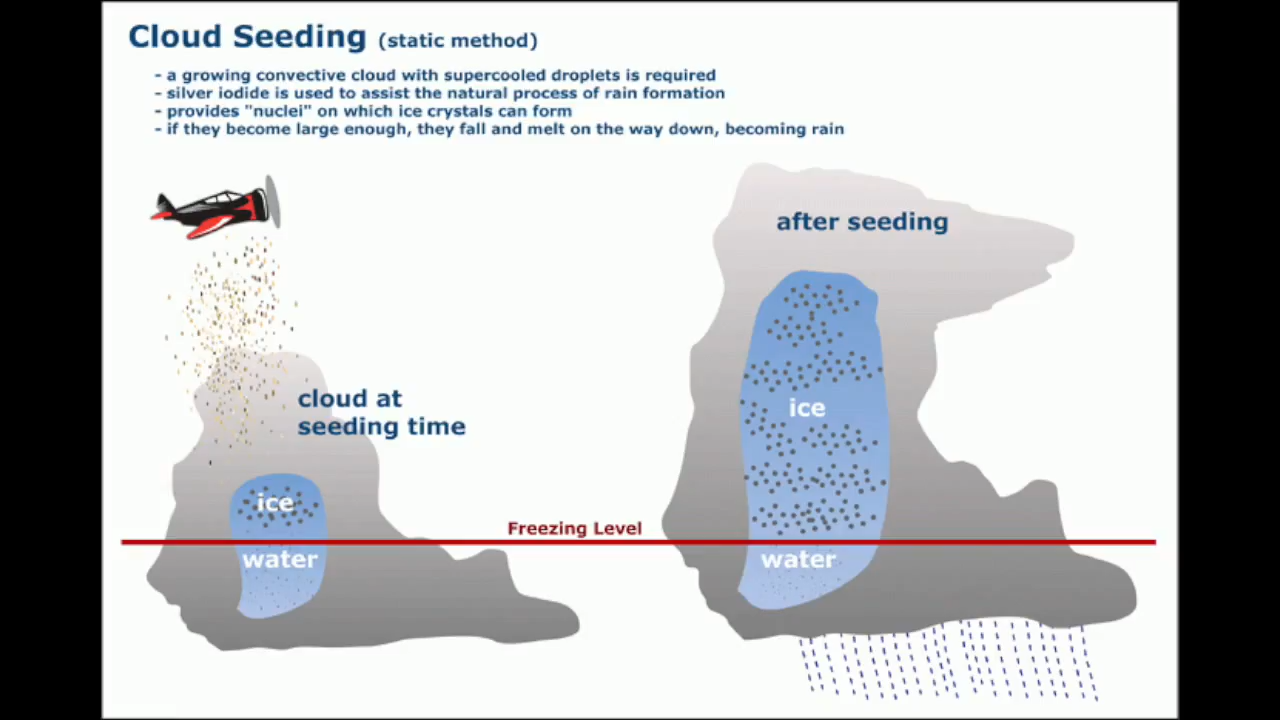 Cloud Seeding (static method)
- a growing convective cloud with supercooled droplets is required
- silver iodide is used to assist the natural process of rain formation
- provides "nuclei" on which ice crystals can form
- if they become large enough, they fall and melt on the way down, becoming rain
after seeding
cloud at
seeding time
ice
ice
Freezing Level
water
water